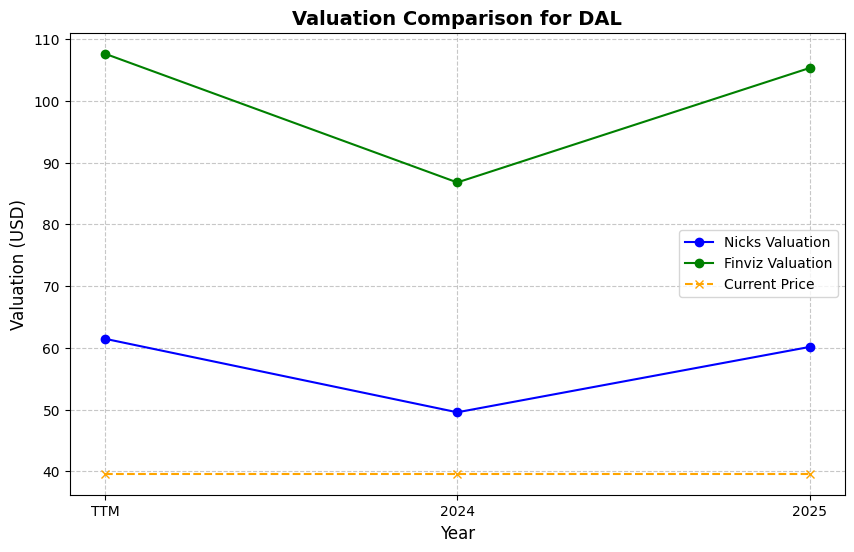 Valuation Comparison for DAL
110
100
90
80
70
60
50
40
Valuation (USD)
Nicks Valuation
Finviz Valuation
Current Price
TTM 2024 2025
Year